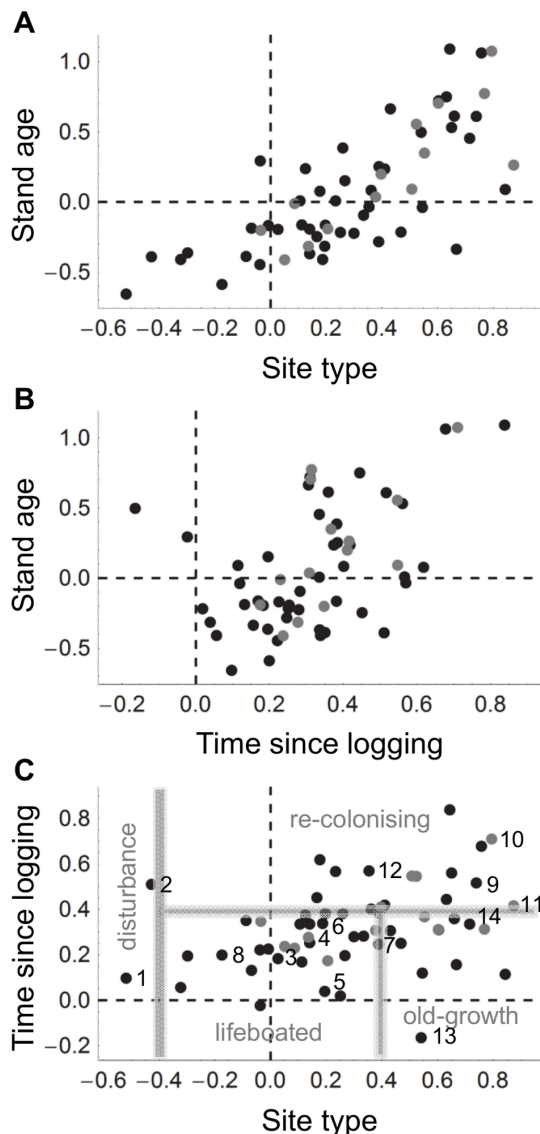 A
Stand age
1.0
0.5
0.0
−0.5
−0.6 −0.4 −0.2 0.0 0.2 0.4 0.6 0.8
Site type
B
Stand age
1.0
0.5
0.0
−0.5
−0.2 0.0 0.2 0.4 0.6 0.8
Time since logging
C
Time since logging
0.8
0.6
0.4
0.2
0.0
−0.2
disturbance
re-colonising
lifeboated
old-growth
10
12
2
9
11
14
6
4
7
8
3
1
5
13
−0.6 −0.4 −0.2 0.0 0.2 0.4 0.6 0.8
Site type